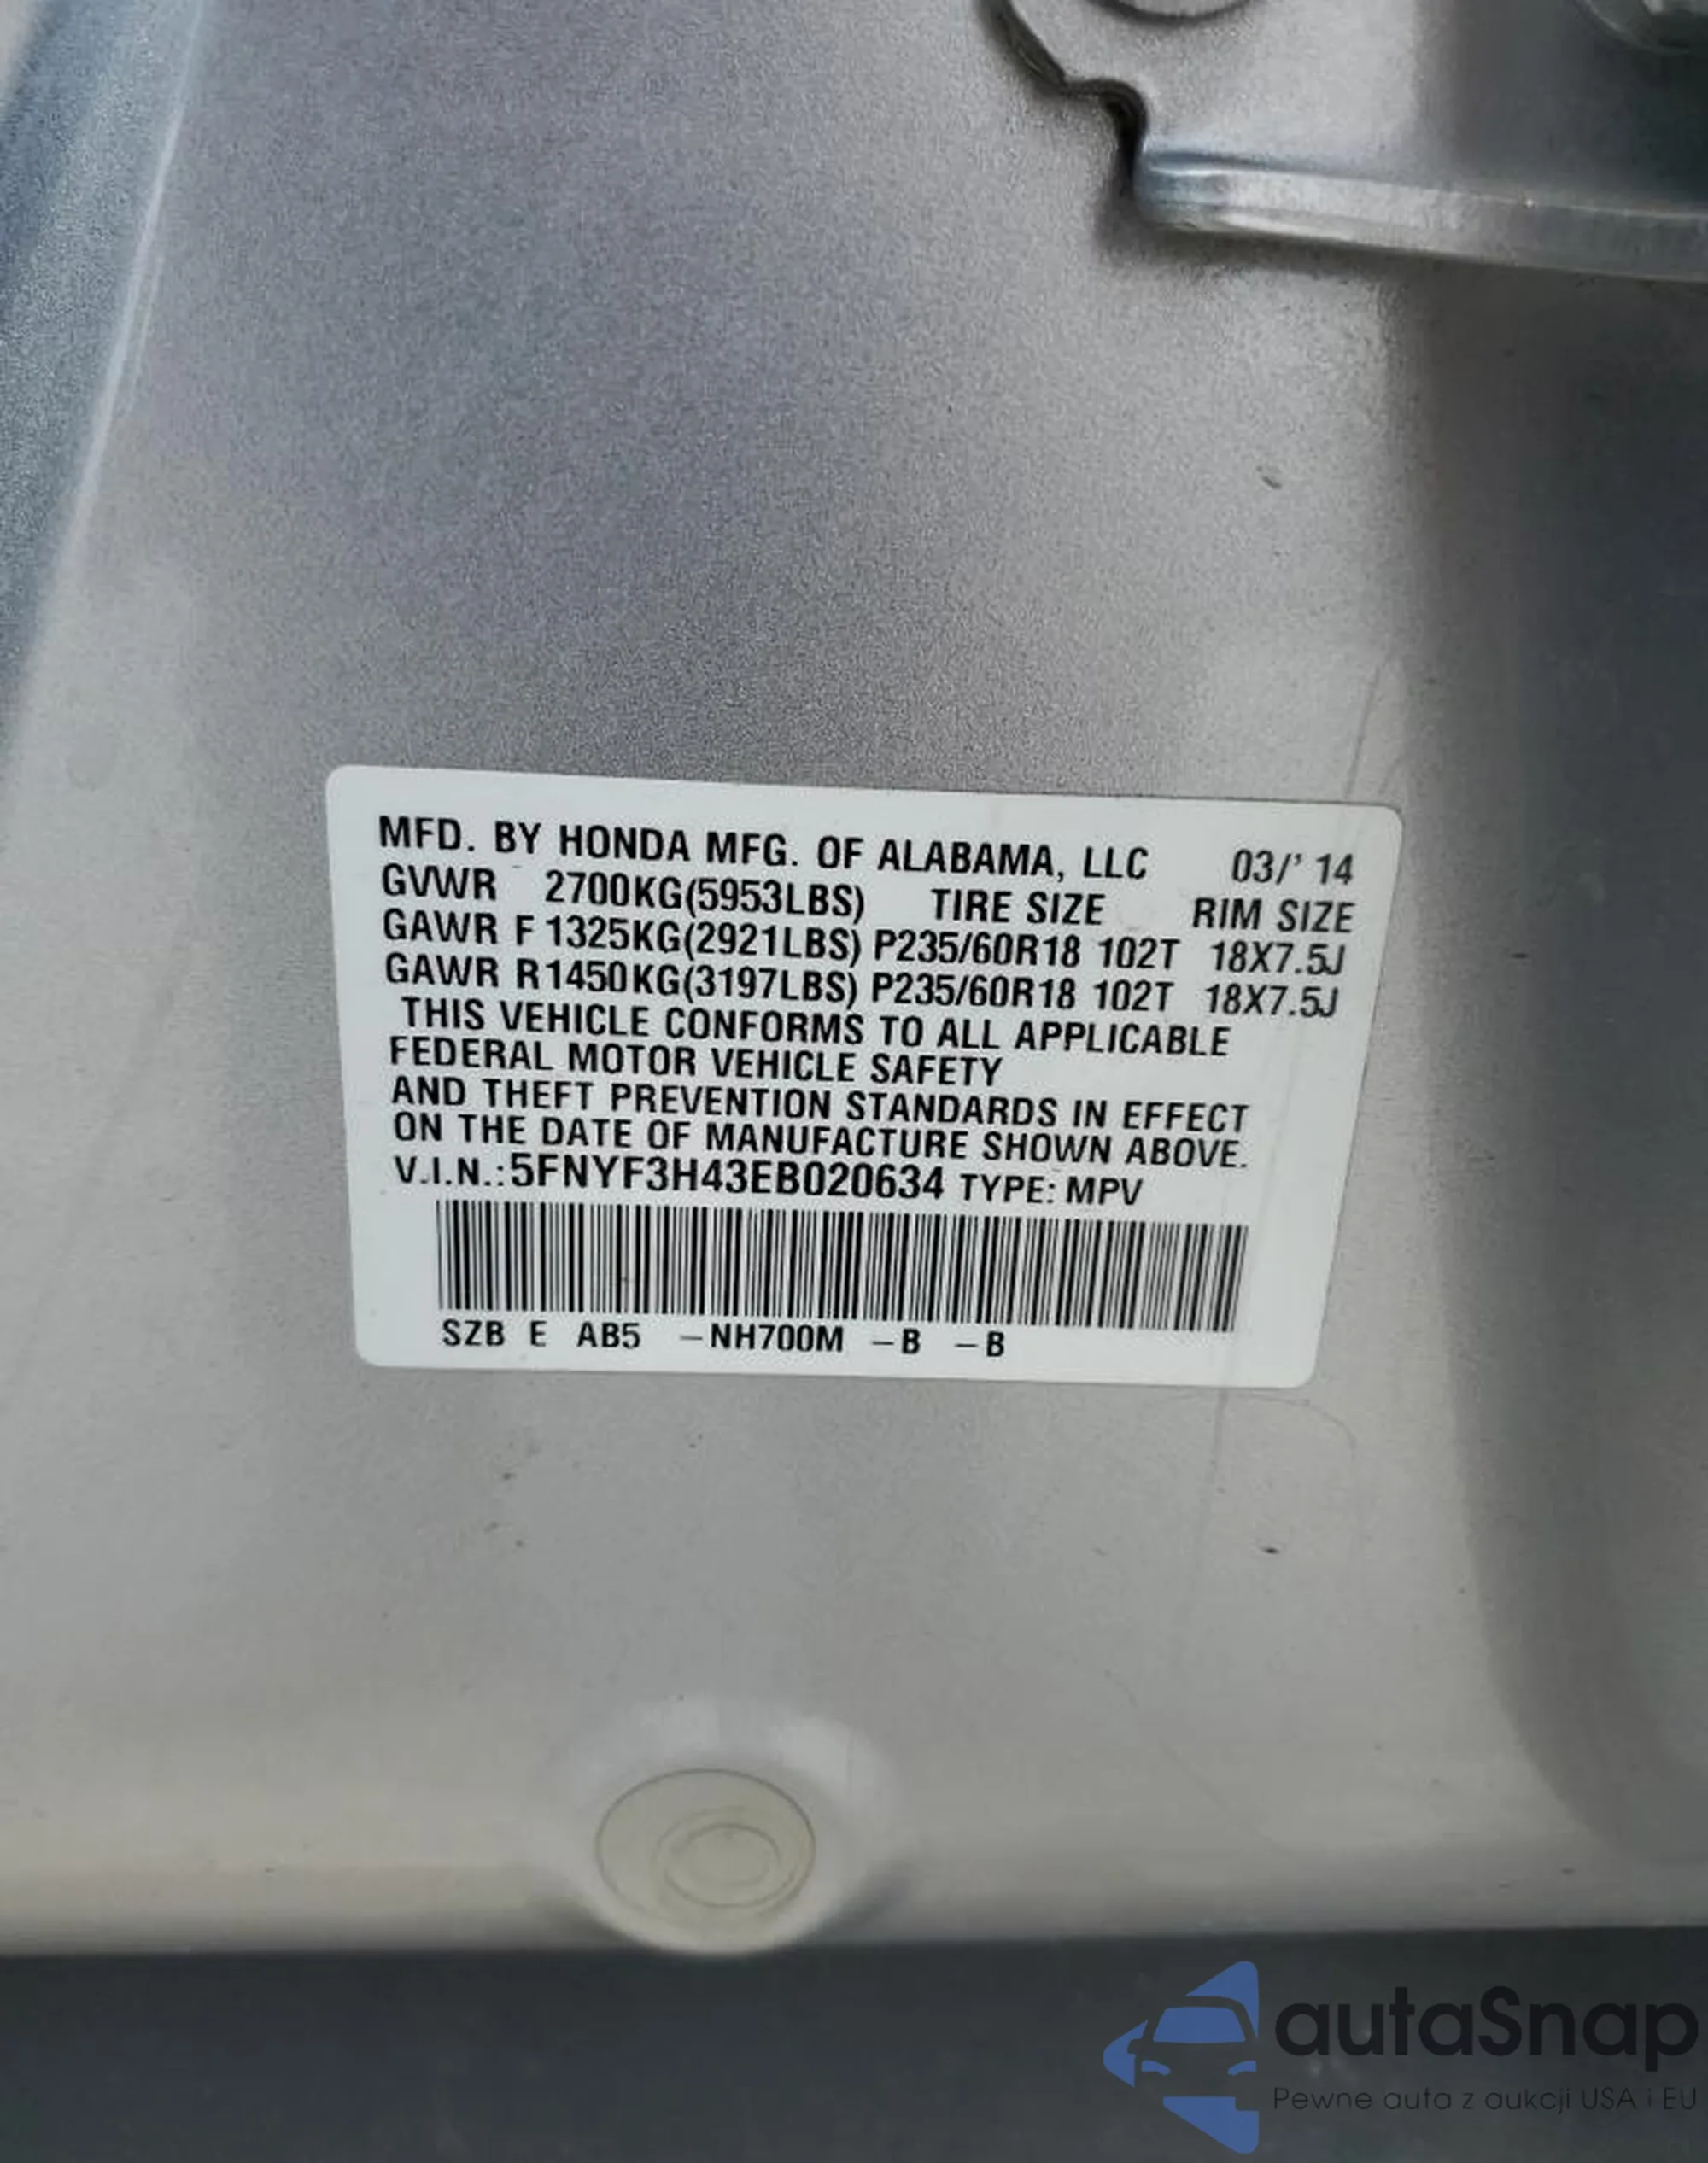 MFD. BY HONDA MFG. OF ALABAMA, LLC 03/' 14
GVWR 2700KG(5953LBS) TIRE SIZE RIM SIZE
GAWR F 1325KG(2921LBS) P235/60R18 102T 18X7.5J
GAWR R 1450KG(3197LBS) P235/60R18 102T 18X7.5J
THIS VEHICLE CONFORMS TO ALL APPLICABLE
FEDERAL MOTOR VEHICLE SAFETY
AND THEFT PREVENTION STANDARDS IN EFFECT
ON THE DATE OF MANUFACTURE SHOWN ABOVE.
V.I.N.: 5FNYF3H43EB020634 TYPE: MPV
SZB E AB5 -NH700M -B -B
autaSnap
Pewne auta z aukcji USA i EU